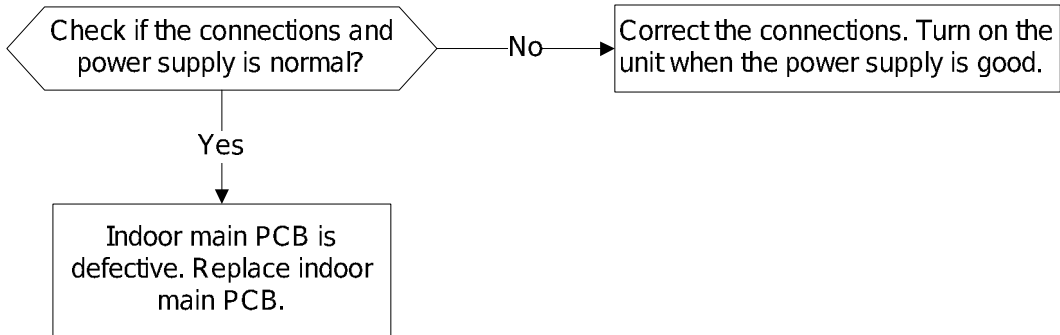 Check if the connections and
power supply is normal?
No
Correct the connections. Turn on the
unit when the power supply is good.
Yes
Indoor main PCB is
defective. Replace indoor
main PCB.